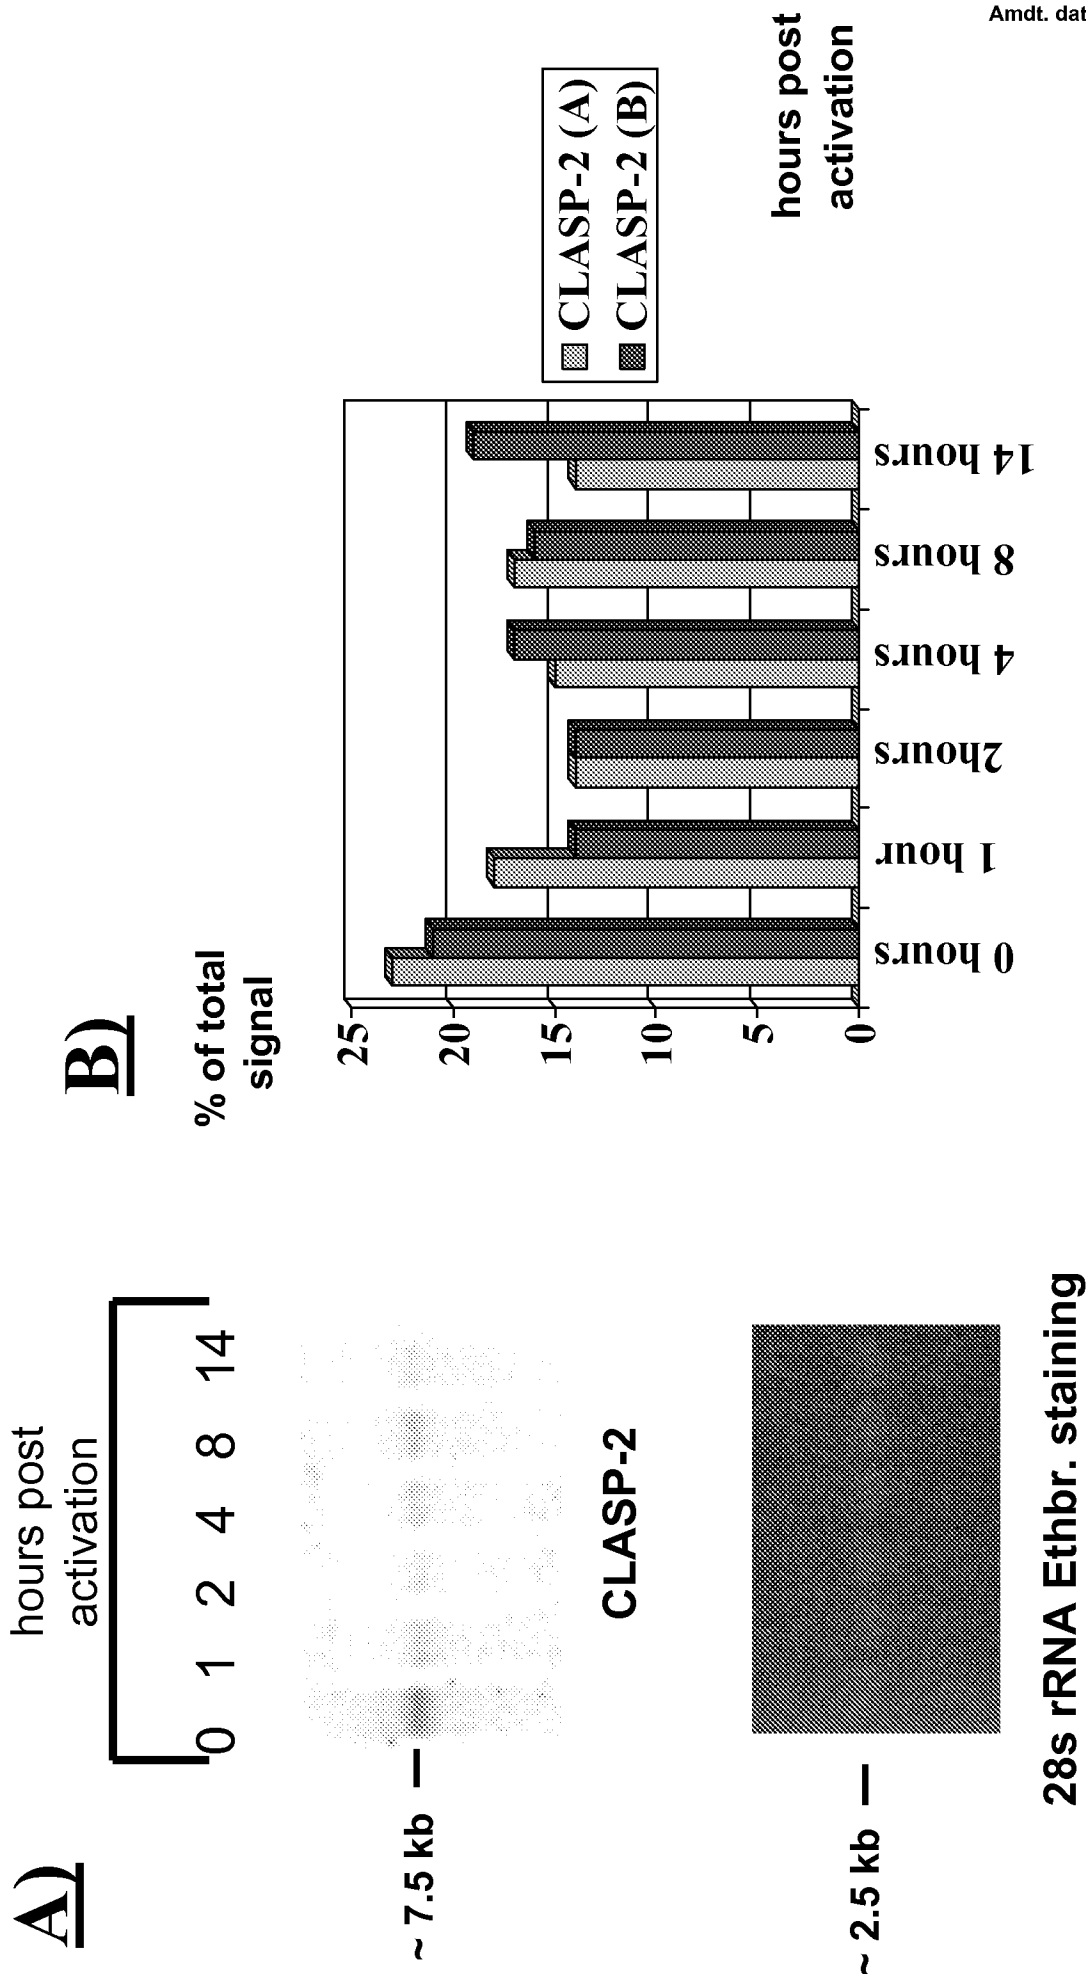 A)
hours post
activation
0 1 2 4 8 14
~ 7.5 kb
CLASP-2
~ 2.5 kb
28s rRNA Ethbr. staining
B)
% of total
signal
25
20
15
10
5
0
0 hours
1 hour
2hours
4 hours
8 hours
14 hours
CLASP-2 (A)
CLASP-2 (B)
hours post
activation
Amdt. dat